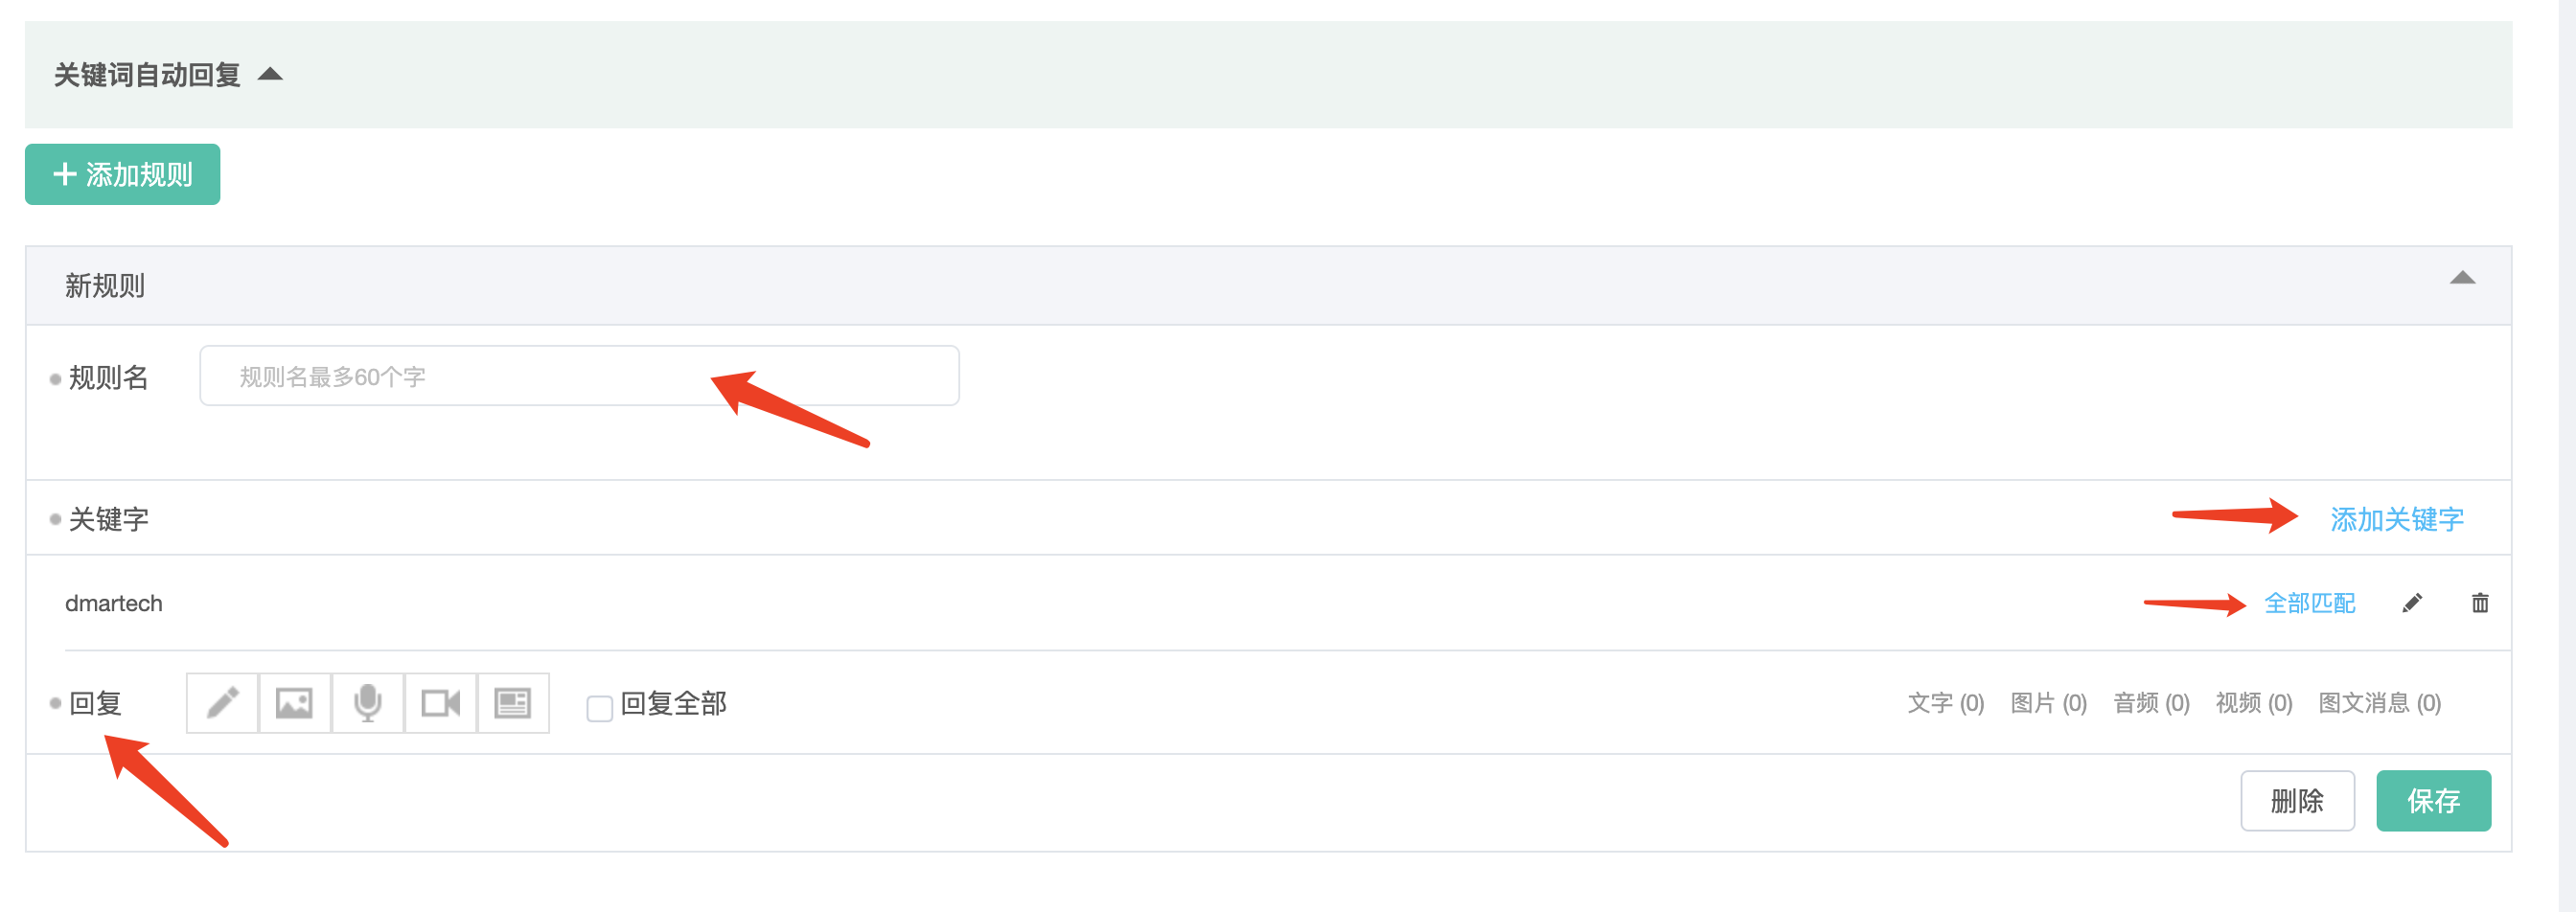 关键词自动回复
添加规则
新规则
规则名 规则名最多60个字
关键字 添加关键字
dmartech 全部匹配
回复 回复全部 文字 (0) 图片 (0) 音频 (0) 视频 (0) 图文消息 (0)
删除 保存